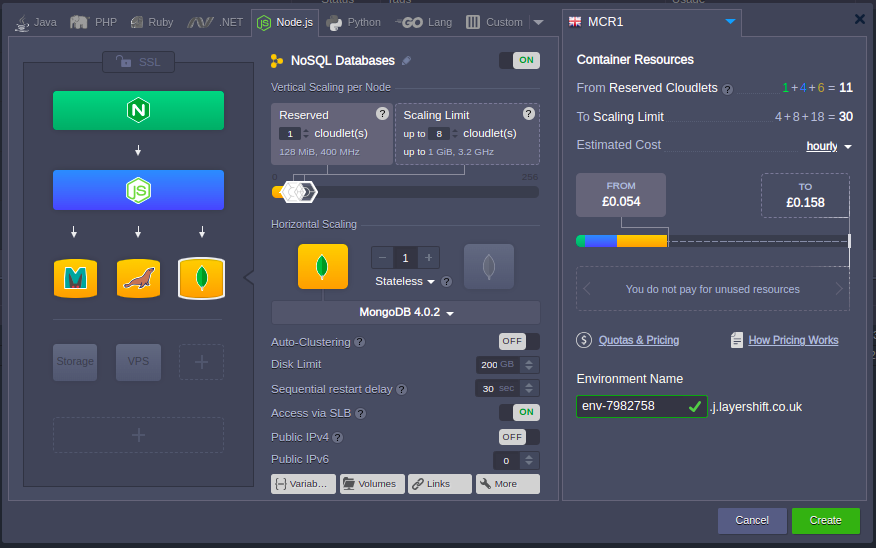 Java
PHP
Ruby
.NET
Node.js
Python
GO Lang
Custom
MCR1
SSL
N
JS
M
Storage
VPS
NoSQL Databases
ON
Vertical Scaling per Node
Reserved ?
1 cloudlet(s)
128 MiB, 400 MHz
Scaling Limit ?
up to 8 cloudlet(s)
up to 1 GiB, 3.2 GHz
0 256
Horizontal Scaling
1
Stateless ?
MongoDB 4.0.2
Auto-Clustering ? OFF
Disk Limit 200 GB
Sequential restart delay ? 30 sec
Access via SLB ? ON
Public IPv4 ? OFF
Public IPv6 0
Variab...
Volumes
Links
More
Container Resources
From Reserved Cloudlets ? 1 + 4 + 6 = 11
To Scaling Limit 4 + 8 + 18 = 30
Estimated Cost hourly
FROM
£0.054
TO
£0.158
You do not pay for unused resources
$ Quotas & Pricing
How Pricing Works
Environment Name
env-7982758 .j.layershift.co.uk
Cancel
Create